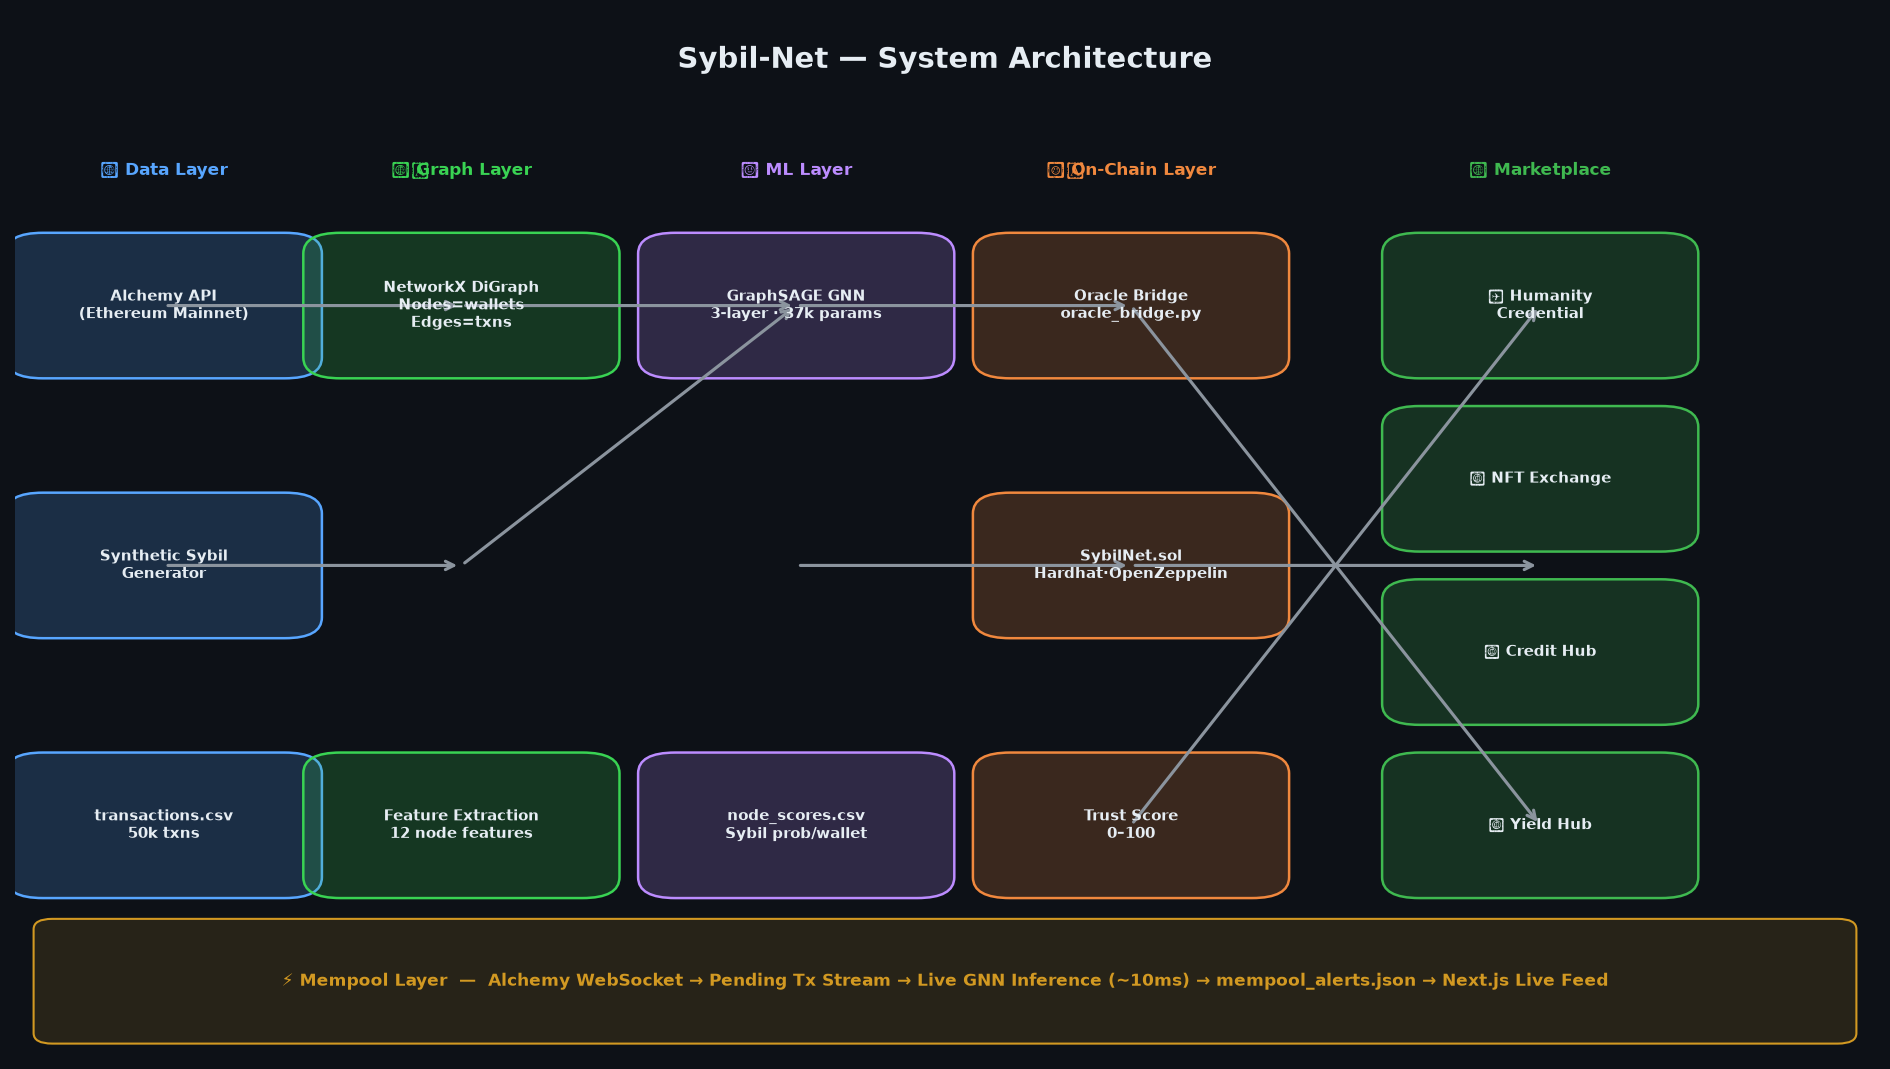 Sybil-Net — System Architecture
Data Layer
Graph Layer
ML Layer
On-Chain Layer
Marketplace
Alchemy API
(Ethereum Mainnet)
NetworkX DiGraph
Nodes=wallets
Edges=txns
GraphSAGE GNN
3-layer · 37k params
Oracle Bridge
oracle_bridge.py
Humanity
Credential
NFT Exchange
Synthetic Sybil
Generator
SybilNet.sol
Hardhat·OpenZeppelin
Credit Hub
transactions.csv
50k txns
Feature Extraction
12 node features
node_scores.csv
Sybil prob/wallet
Trust Score
0–100
Yield Hub
⚡ Mempool Layer — Alchemy WebSocket → Pending Tx Stream → Live GNN Inference (~10ms) → mempool_alerts.json → Next.js Live Feed